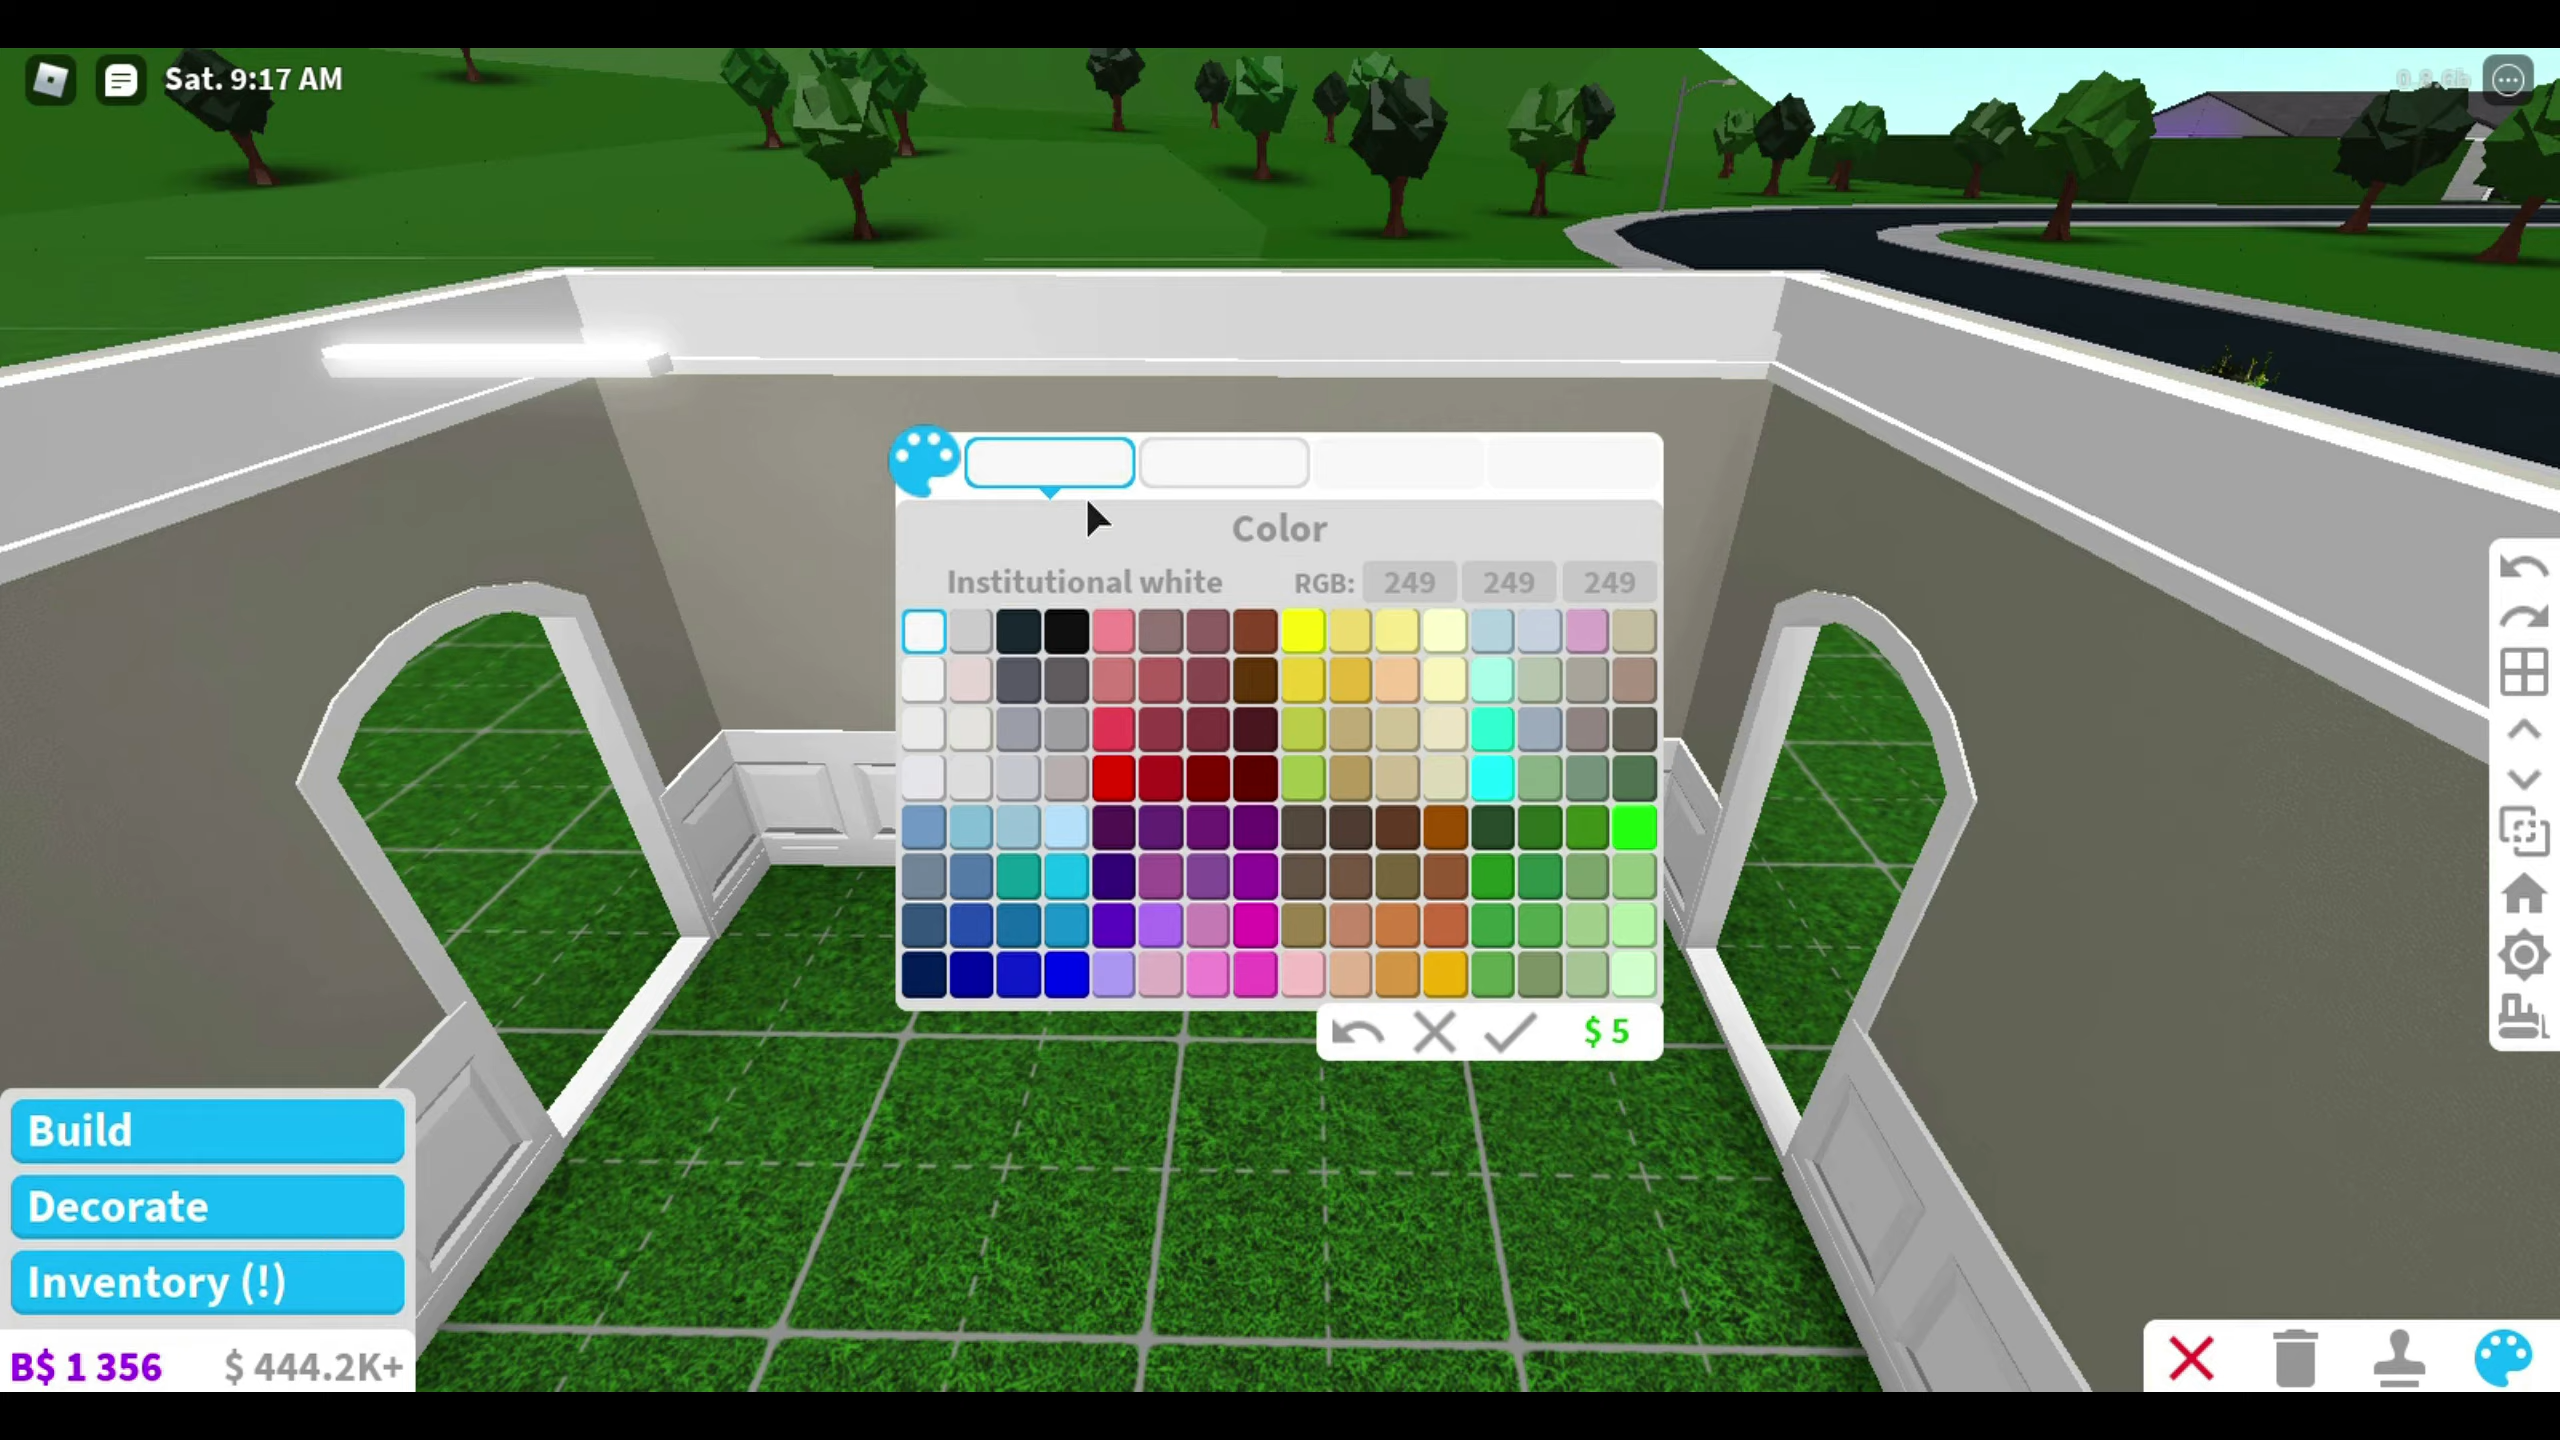 Sat. 9:17 AM
Color
Institutional white RGB: 249 249 249
$ 5
Build
Decorate
Inventory (!)
B$ 1 356 $ 444.2K+